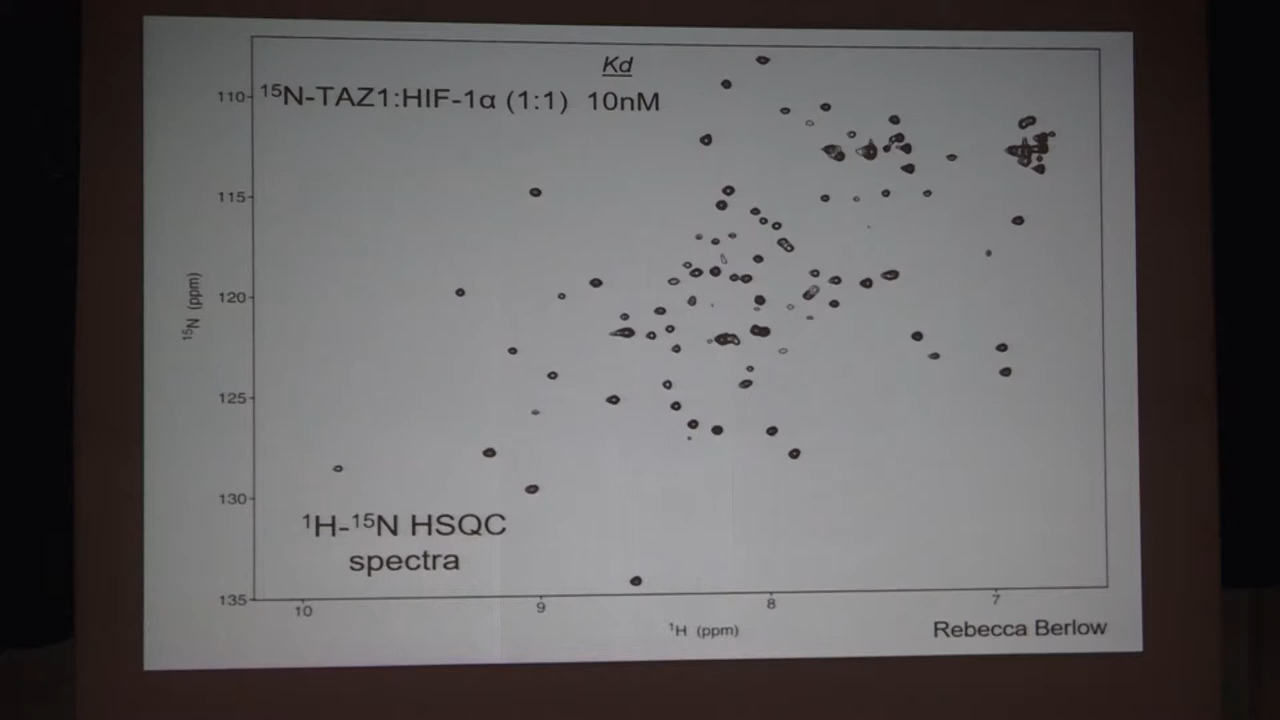 Kd
¹⁵N-TAZ1:HIF-1α (1:1) 10nM
110
115
120
125
130
135
¹⁵N (ppm)
¹H-¹⁵N HSQC
spectra
10 9 8 7
¹H (ppm)
Rebecca Berlow